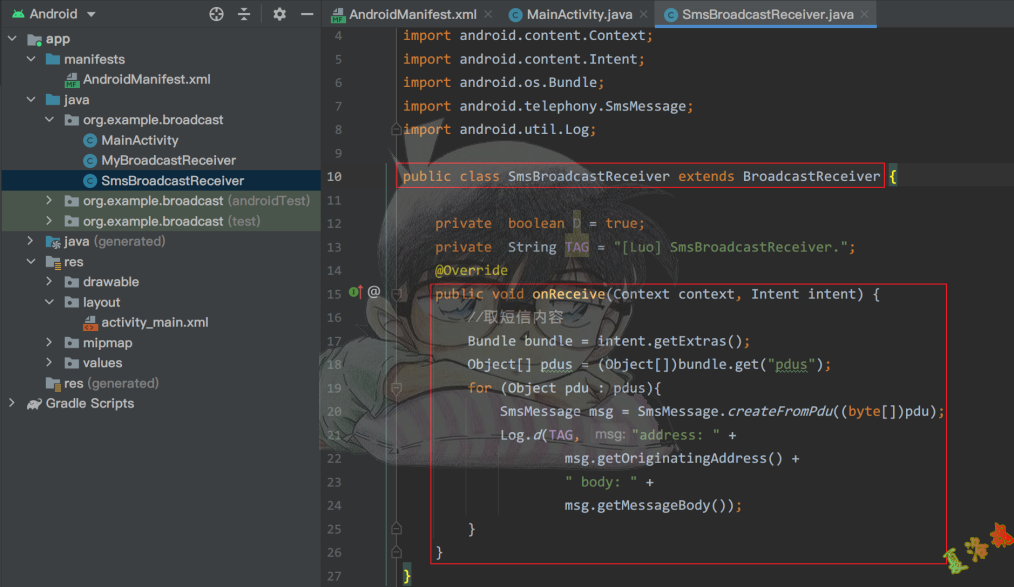 Android
AndroidManifest.xml
MainActivity.java
SmsBroadcastReceiver.java
app
manifests
AndroidManifest.xml
java
org.example.broadcast
MainActivity
MyBroadcastReceiver
SmsBroadcastReceiver
org.example.broadcast (androidTest)
org.example.broadcast (test)
java (generated)
res
drawable
layout
activity_main.xml
mipmap
values
res (generated)
Gradle Scripts
4 import android.content.Context;
5 import android.content.Intent;
6 import android.os.Bundle;
7 import android.telephony.SmsMessage;
8 import android.util.Log;
9
10 public class SmsBroadcastReceiver extends BroadcastReceiver {
11
12 private boolean D = true;
13 private String TAG = "[Luo] SmsBroadcastReceiver.";
14 @Override
15 @ public void onReceive(Context context, Intent intent) {
16 //取短信内容
17 Bundle bundle = intent.getExtras();
18 Object[] pdus = (Object[])bundle.get("pdus");
19 for (Object pdu : pdus){
20 SmsMessage msg = SmsMessage.createFromPdu((byte[])pdu);
21 Log.d(TAG, msg: "address: " +
22 msg.getOriginatingAddress() +
23 " body: " +
24 msg.getMessageBody());
25 }
26 }
27 }